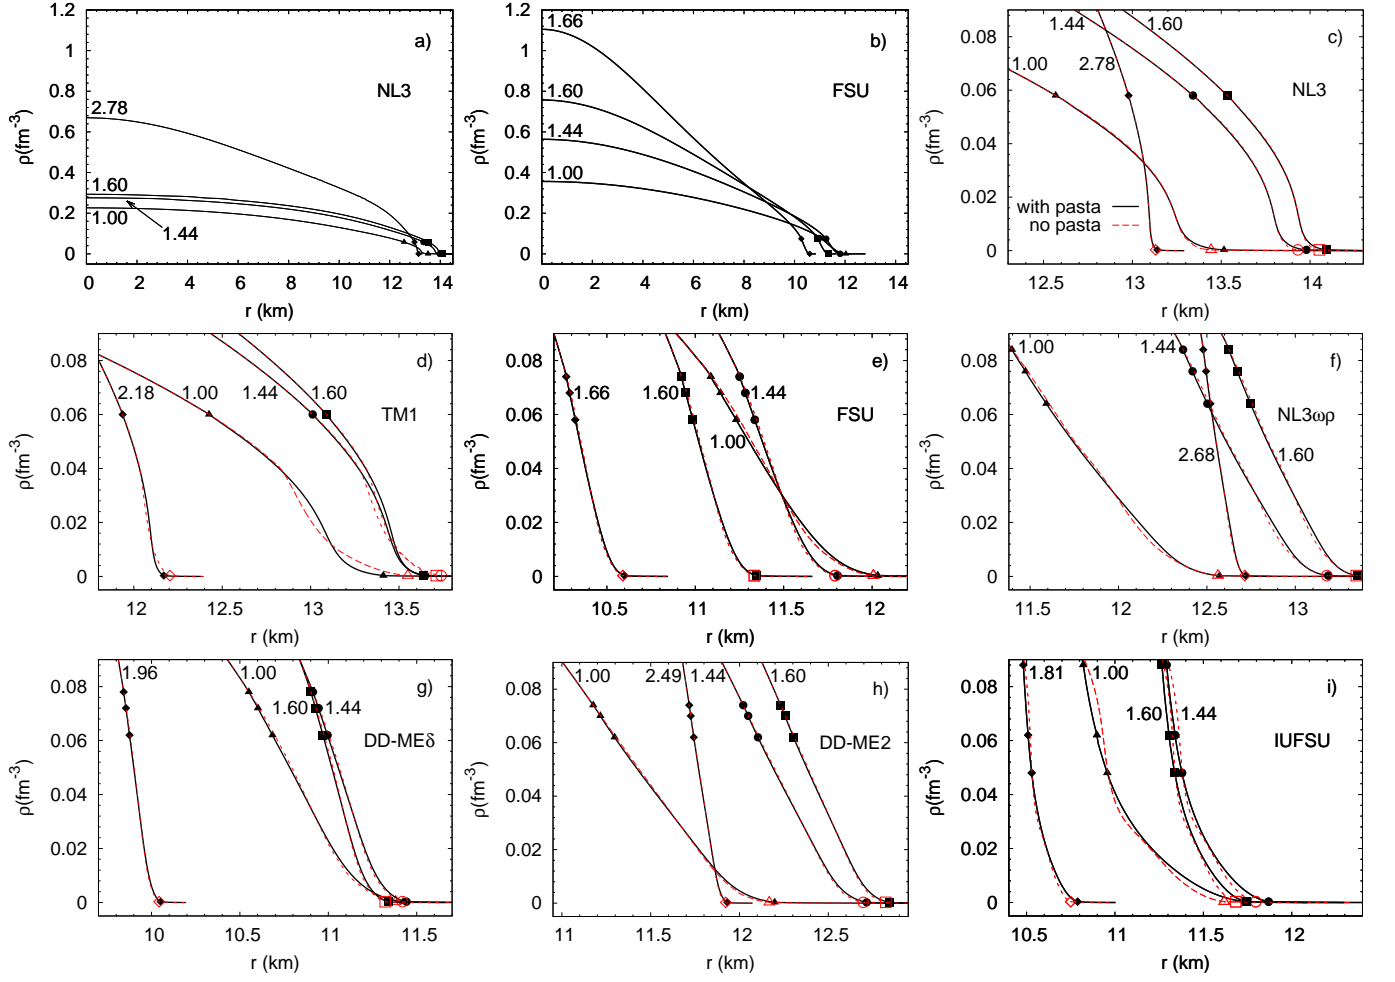 a)
NL3
2.78
1.60
1.00
1.44
1.2
1
0.8
0.6
0.4
0.2
0
ρ(fm⁻³)
0 2 4 6 8 10 12 14
r (km)
b)
FSU
1.66
1.60
1.44
1.00
1.2
1
0.8
0.6
0.4
0.2
0
ρ(fm⁻³)
0 2 4 6 8 10 12 14
r (km)
c)
NL3
1.44
1.60
2.78
1.00
with pasta
no pasta
0.08
0.06
0.04
0.02
0
ρ(fm⁻³)
12.5 13 13.5 14
r (km)
d)
TM1
2.18
1.00
1.44
1.60
0.08
0.06
0.04
0.02
0
ρ(fm⁻³)
12 12.5 13 13.5
r (km)
e)
FSU
1.66
1.60
1.44
1.00
0.08
0.06
0.04
0.02
0
ρ(fm⁻³)
10.5 11 11.5 12
r (km)
f)
NL3ωρ
1.00
1.44
2.68
1.60
0.08
0.06
0.04
0.02
0
ρ(fm⁻³)
11.5 12 12.5 13
r (km)
g)
DD-MEδ
1.96
1.00
1.60
1.44
0.08
0.06
0.04
0.02
0
ρ(fm⁻³)
10 10.5 11 11.5
r (km)
h)
DD-ME2
1.00
2.49
1.44
1.60
0.08
0.06
0.04
0.02
0
ρ(fm⁻³)
11 11.5 12 12.5
r (km)
i)
IUFSU
1.81
1.00
1.60
1.44
0.08
0.06
0.04
0.02
0
ρ(fm⁻³)
10.5 11 11.5 12
r (km)